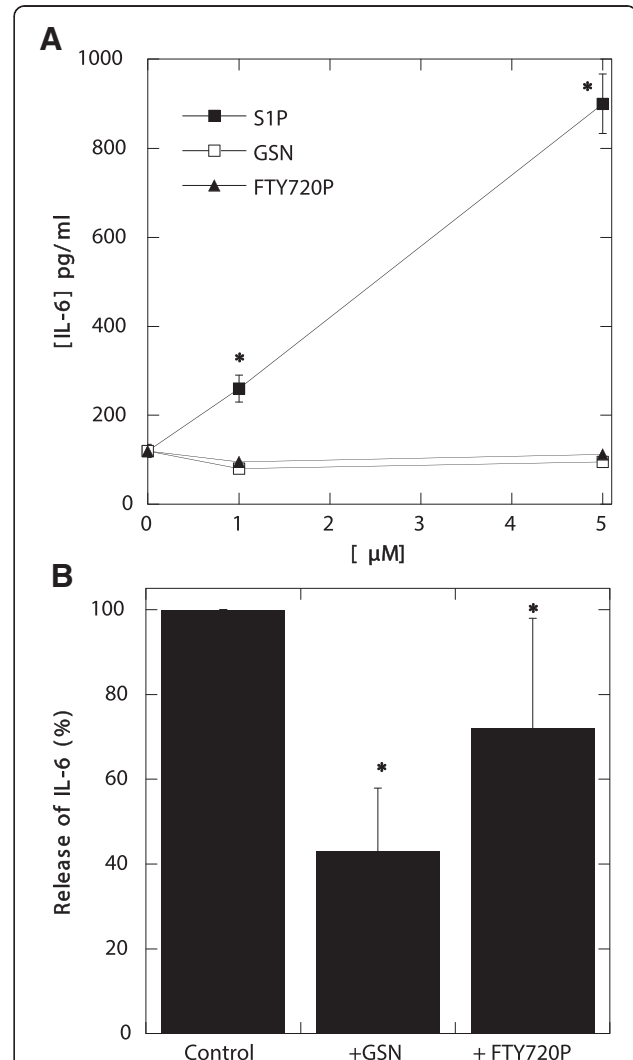 A
1000
800
600
400
200
0
[IL-6] pg/ml
S1P
GSN
FTY720P
*
*
0 1 2 3 4 5
[ µM]
B
100
80
60
40
20
0
Release of IL-6 (%)
*
*
Control +GSN + FTY720P